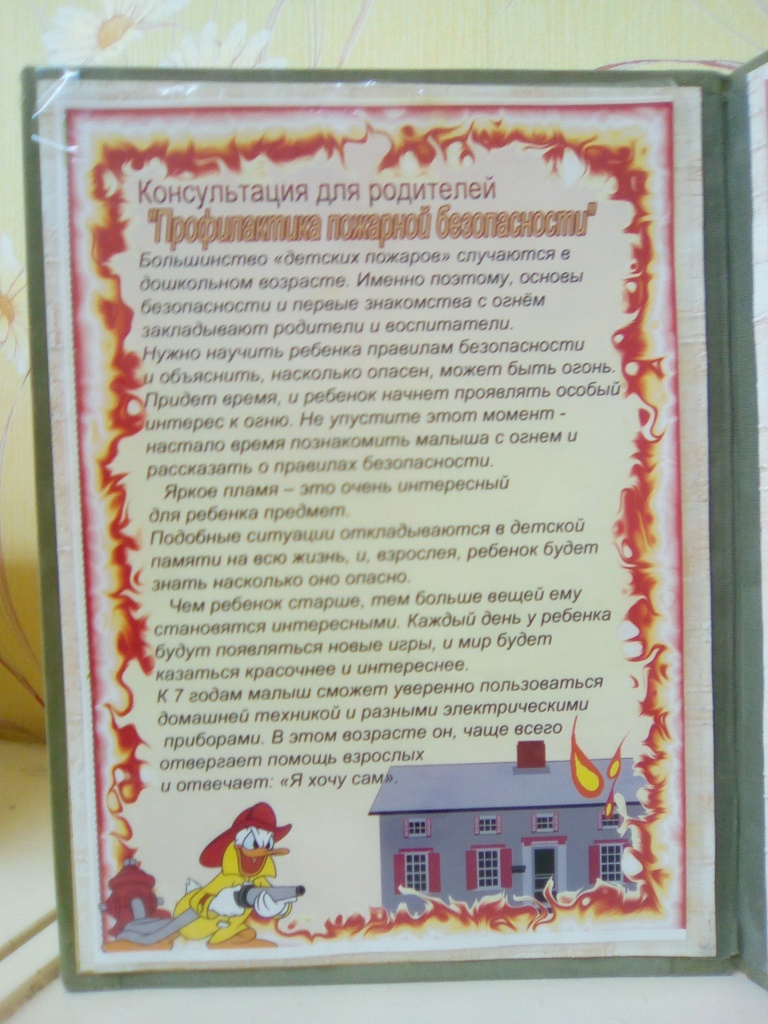 Консультация для родителей
"Профилактика пожарной безопасности"
Большинство «детских пожаров» случаются в
дошкольном возрасте. Именно поэтому, основы
безопасности и первые знакомства с огнём
закладывают родители и воспитатели.
Нужно научить ребенка правилам безопасности
и объяснить, насколько опасен, может быть огонь.
Придет время, и ребенок начнет проявлять особый
интерес к огню. Не упустите этот момент -
настало время познакомить малыша с огнем и
рассказать о правилах безопасности.
Яркое пламя – это очень интересный
для ребенка предмет.
Подобные ситуации откладываются в детской
памяти на всю жизнь, и, взрослея, ребенок будет
знать насколько оно опасно.
Чем ребенок старше, тем больше вещей ему
становятся интересными. Каждый день у ребенка
будут появляться новые игры, и мир будет
казаться красочнее и интереснее.
К 7 годам малыш сможет уверенно пользоваться
домашней техникой и разными электрическими
приборами. В этом возрасте он, чаще всего
отвергает помощь взрослых
и отвечает: «Я хочу сам».